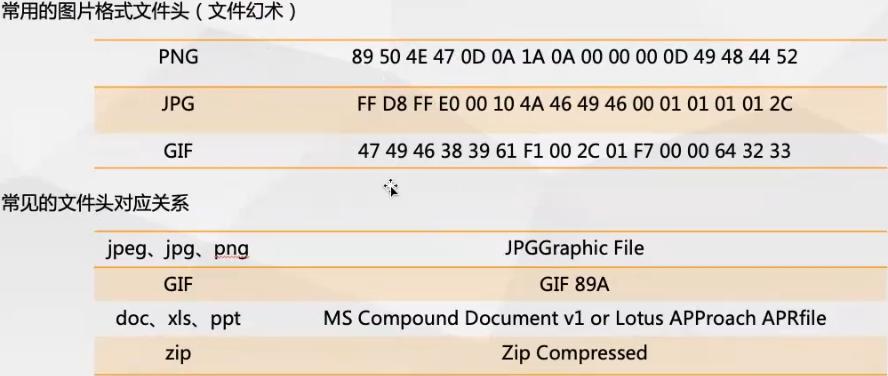 常用的图片格式文件头（文件幻术）
PNG 89 50 4E 47 0D 0A 1A 0A 00 00 00 0D 49 48 44 52
JPG FF D8 FF E0 00 10 4A 46 49 46 00 01 01 01 01 2C
GIF 47 49 46 38 39 61 F1 00 2C 01 F7 00 00 64 32 33
常见的文件头对应关系
jpeg、jpg、png JPGGraphic File
GIF GIF 89A
doc、xls、ppt MS Compound Document v1 or Lotus APProach APRfile
zip Zip Compressed